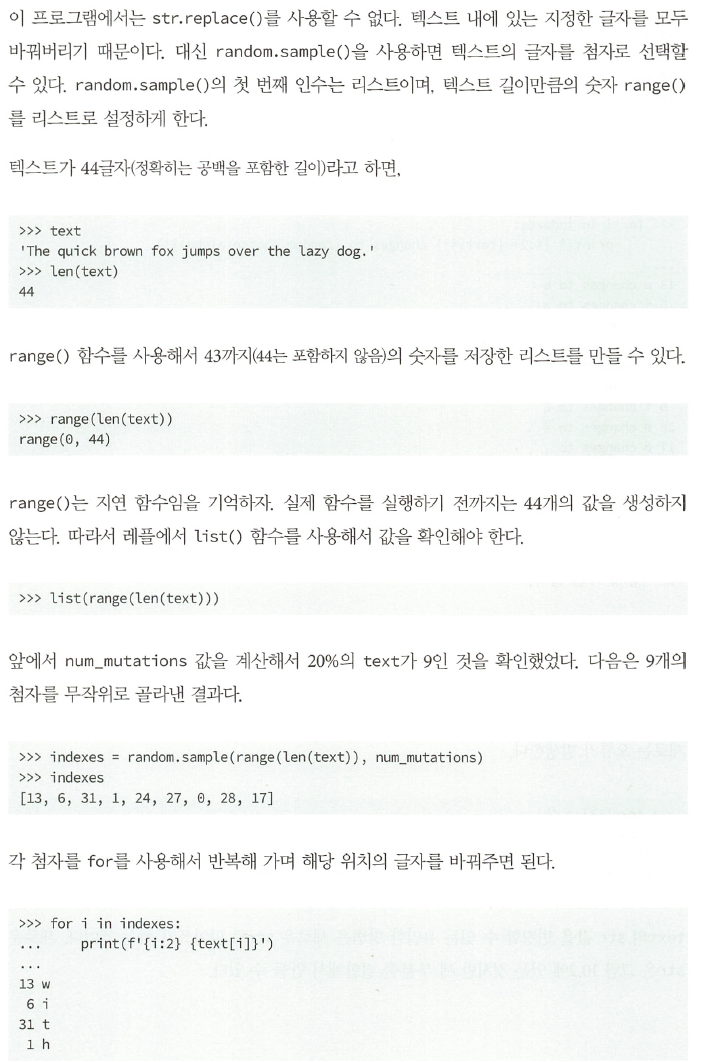 이 프로그램에서는 str.replace()를 사용할 수 없다. 텍스트 내에 있는 지정한 글자를 모두
바꿔버리기 때문이다. 대신 random.sample()을 사용하면 텍스트의 글자를 첨자로 선택할
수 있다. random.sample()의 첫 번째 인수는 리스트이며, 텍스트 길이만큼의 숫자 range()
를 리스트로 설정하게 한다.
텍스트가 44글자(정확히는 공백을 포함한 길이)라고 하면,
>>> text
'The quick brown fox jumps over the lazy dog.'
>>> len(text)
44
range() 함수를 사용해서 43까지(44는 포함하지 않음)의 숫자를 저장한 리스트를 만들 수 있다.
>>> range(len(text))
range(0, 44)
range()는 지연 함수임을 기억하자. 실제 함수를 실행하기 전까지는 44개의 값을 생성하지
않는다. 따라서 레플에서 list() 함수를 사용해서 값을 확인해야 한다.
>>> list(range(len(text)))
앞에서 num_mutations 값을 계산해서 20%의 text가 9인 것을 확인했었다. 다음은 9개의
첨자를 무작위로 골라낸 결과다.
>>> indexes = random.sample(range(len(text)), num_mutations)
>>> indexes
[13, 6, 31, 1, 24, 27, 0, 28, 17]
각 첨자를 for를 사용해서 반복해 가며 해당 위치의 글자를 바꿔주면 된다.
>>> for i in indexes:
...     print(f'{i:2} {text[i]}')
...
13 w
 6 i
31 t
 1 h